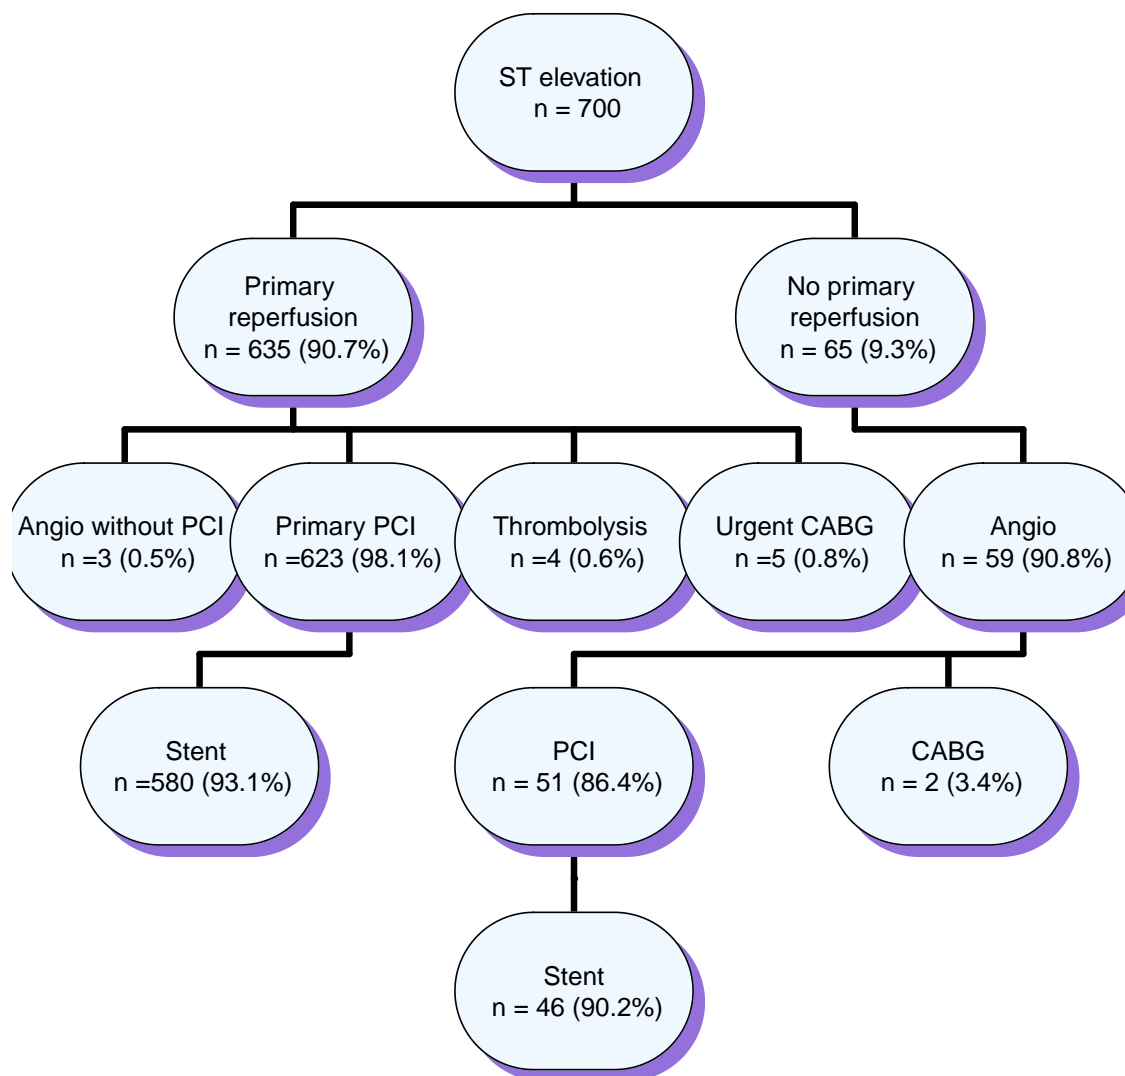 ST elevation
n = 700
Primary
reperfusion
n = 635 (90.7%)
No primary
reperfusion
n = 65 (9.3%)
Angio without PCI
n =3 (0.5%)
Primary PCI
n =623 (98.1%)
Thrombolysis
n =4 (0.6%)
Urgent CABG
n =5 (0.8%)
Angio
n = 59 (90.8%)
Stent
n =580 (93.1%)
PCI
n = 51 (86.4%)
CABG
n = 2 (3.4%)
Stent
n = 46 (90.2%)